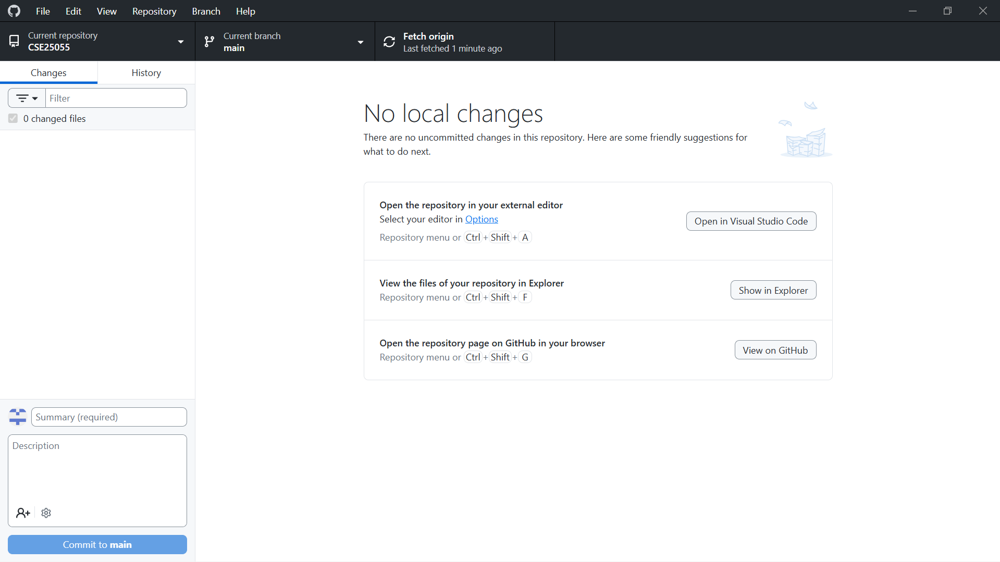 File Edit View Repository Branch Help
Current repository
CSE25055
Current branch
main
Fetch origin
Last fetched 1 minute ago
Changes
History
Filter
0 changed files
No local changes
There are no uncommitted changes in this repository. Here are some friendly suggestions for
what to do next.
Open the repository in your external editor
Select your editor in Options
Repository menu or Ctrl + Shift + A
Open in Visual Studio Code
View the files of your repository in Explorer
Repository menu or Ctrl + Shift + F
Show in Explorer
Open the repository page on GitHub in your browser
Repository menu or Ctrl + Shift + G
View on GitHub
Summary (required)
Description
Commit to main